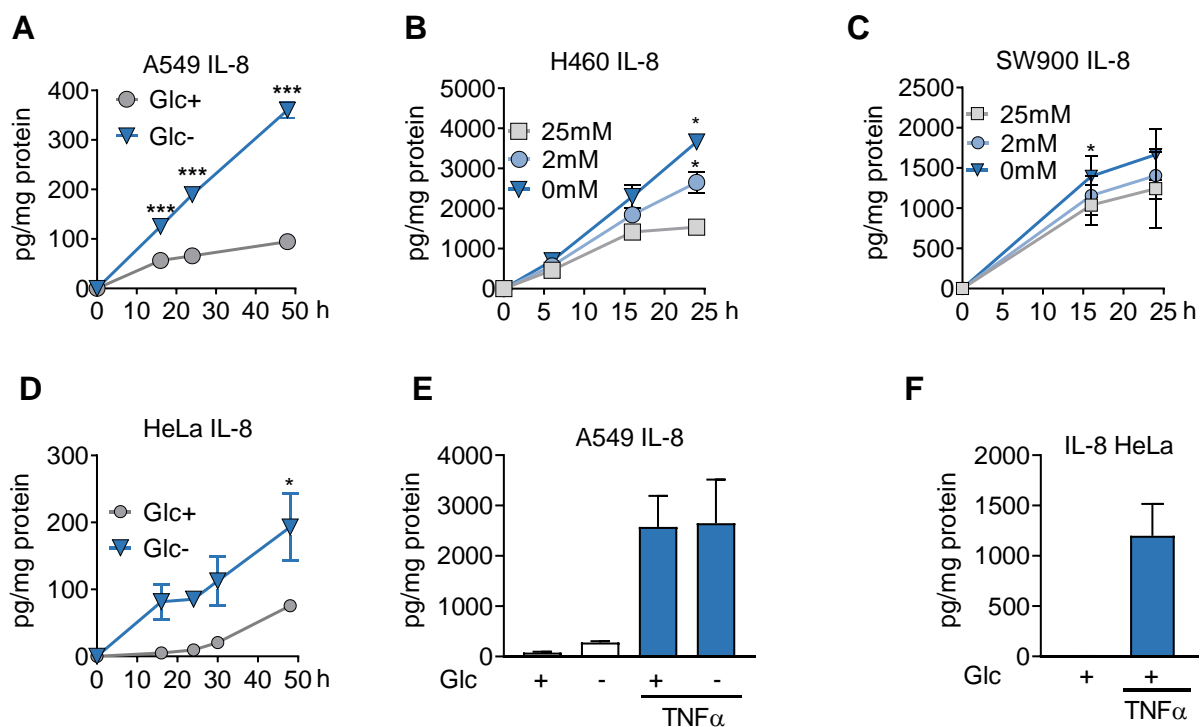 A
A549 IL-8
pg/mg protein
400
300
200
100
0
Glc+
Glc-
***
***
***
0 10 20 30 40 50 h
B
H460 IL-8
pg/mg protein
5000
4000
3000
2000
1000
0
25mM
2mM
0mM
*
*
0 5 10 15 20 25 h
C
SW900 IL-8
pg/mg protein
2500
2000
1500
1000
500
0
25mM
2mM
0mM
*
0 5 10 15 20 25 h
D
HeLa IL-8
pg/mg protein
300
200
100
0
Glc+
Glc-
*
0 10 20 30 40 50 h
E
A549 IL-8
pg/mg protein
4000
3000
2000
1000
0
Glc + - + -
TNFα
F
IL-8 HeLa
pg/mg protein
2000
1500
1000
500
0
Glc + +
TNFα